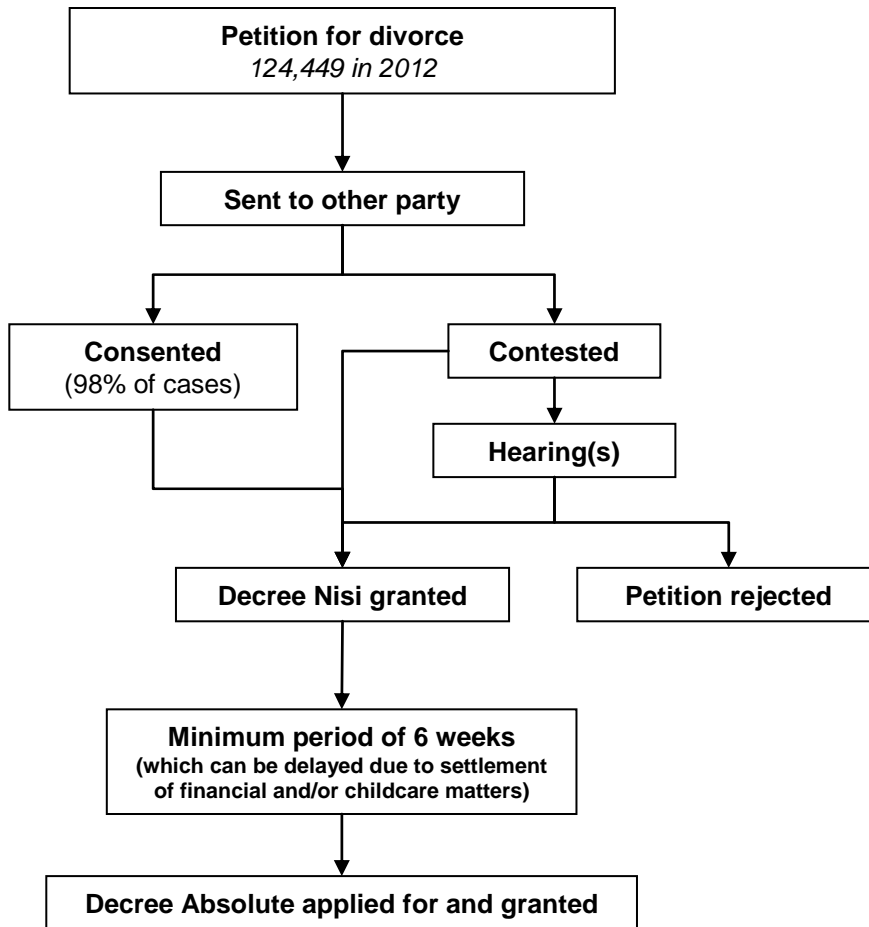 Petition for divorce
124,449 in 2012
Sent to other party
Consented
(98% of cases)
Contested
Hearing(s)
Decree Nisi granted
Petition rejected
Minimum period of 6 weeks
(which can be delayed due to settlement
of financial and/or childcare matters)
Decree Absolute applied for and granted